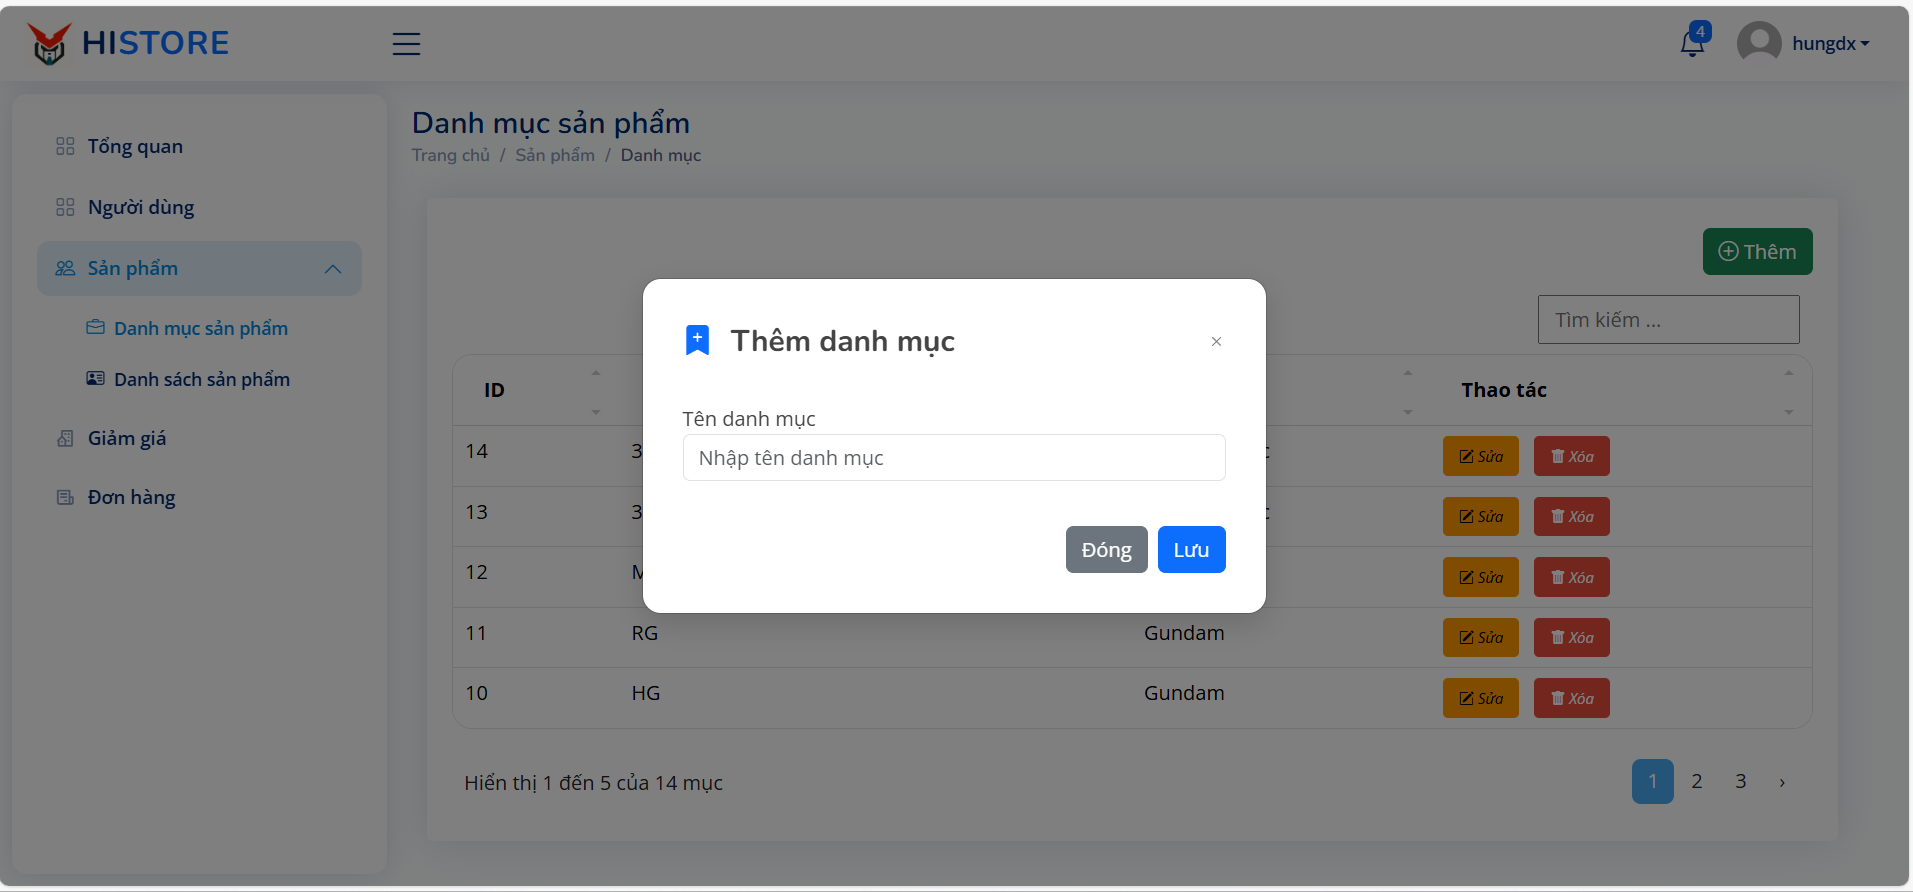 HISTORE
4
hungdx
Tổng quan
Người dùng
Sản phẩm
Danh mục sản phẩm
Danh sách sản phẩm
Giảm giá
Đơn hàng
Danh mục sản phẩm
Trang chủ / Sản phẩm / Danh mục
Thêm
Tìm kiếm ...
Thêm danh mục
×
Tên danh mục
Nhập tên danh mục
Đóng Lưu
ID Thao tác
14 3 Sửa Xóa
13 3 Sửa Xóa
12 Sửa Xóa
11 RG Gundam Sửa Xóa
10 HG Gundam Sửa Xóa
Hiển thị 1 đến 5 của 14 mục
1 2 3 ›